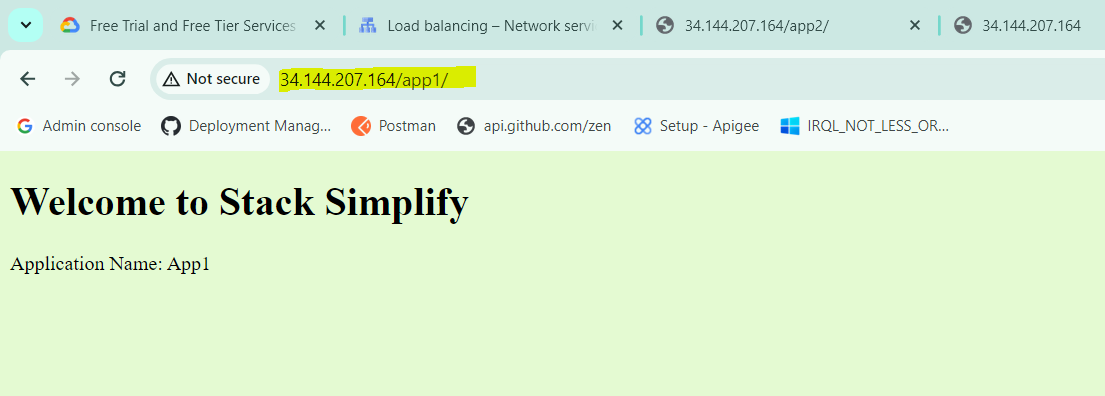 Free Trial and Free Tier Services
Load balancing – Network servi
34.144.207.164/app2/
34.144.207.164
Not secure
34.144.207.164/app1/
Admin console
Deployment Manag...
Postman
api.github.com/zen
Setup - Apigee
IRQL_NOT_LESS_OR...
Welcome to Stack Simplify
Application Name: App1